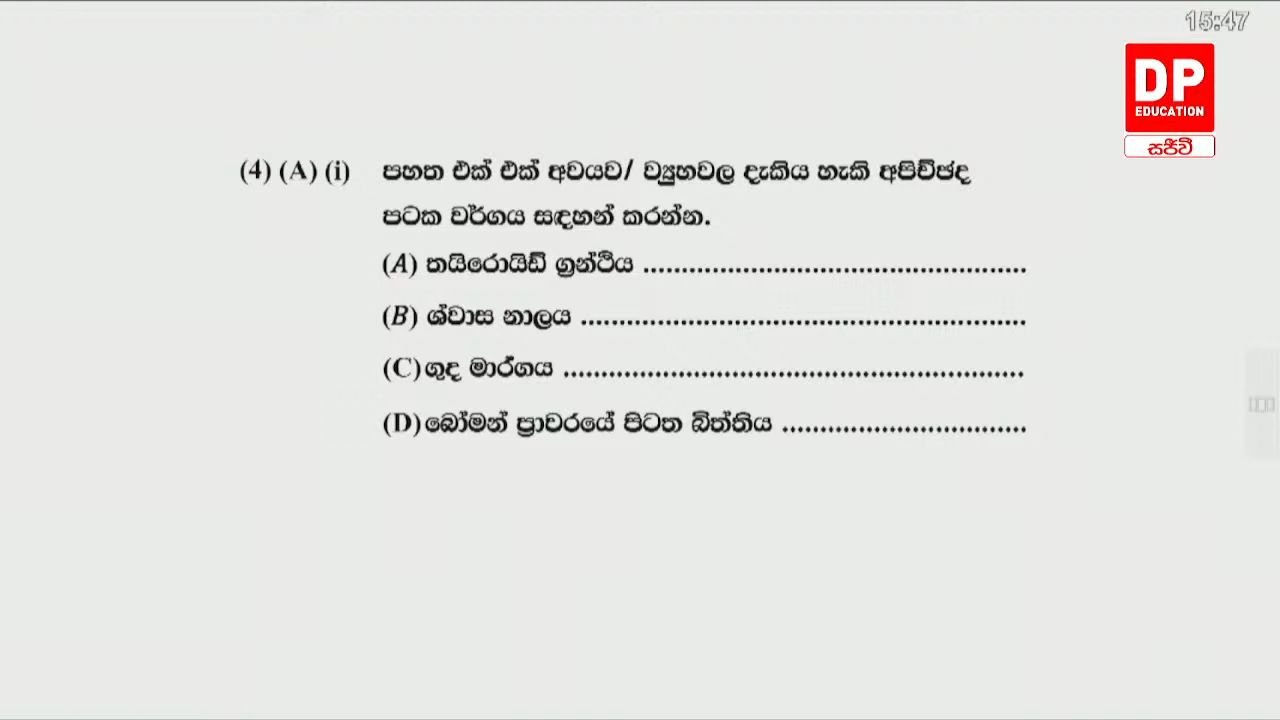 15:47
DP
EDUCATION
සජීවී
(4) (A) (i) පහත එක් එක් අවයව/ ව්‍යුහවල දැකිය හැකි අපිච්ඡද
පටක වර්ගය සඳහන් කරන්න.
(A) තයිරොයිඩ් ග්‍රන්ථිය ..................................................
(B) ශ්වාස නාලය ..........................................................
(C) ගුද මාර්ගය ............................................................
(D) බෝමන් ප්‍රාවරයේ පිටත බිත්තිය ................................